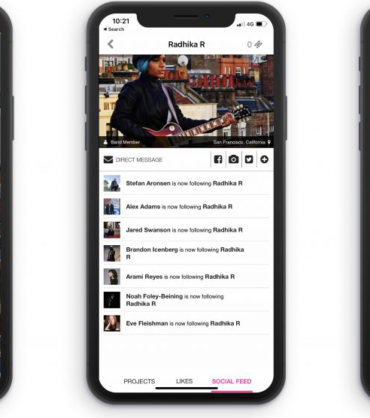 10:21
4G
Search
Radhika R
0
Band Member
San Francisco, California
DIRECT MESSAGE
Stefan Aronsen is now following Radhika R
Alex Adams is now following Radhika R
Jared Swanson is now following Radhika R
Brandon Icenberg is now following Radhika
R
Arami Reyes is now following Radhika R
Noah Foley-Beining is now following
Radhika R
Eve Fleishman is now following Radhika R
PROJECTS LIKES SOCIAL FEED